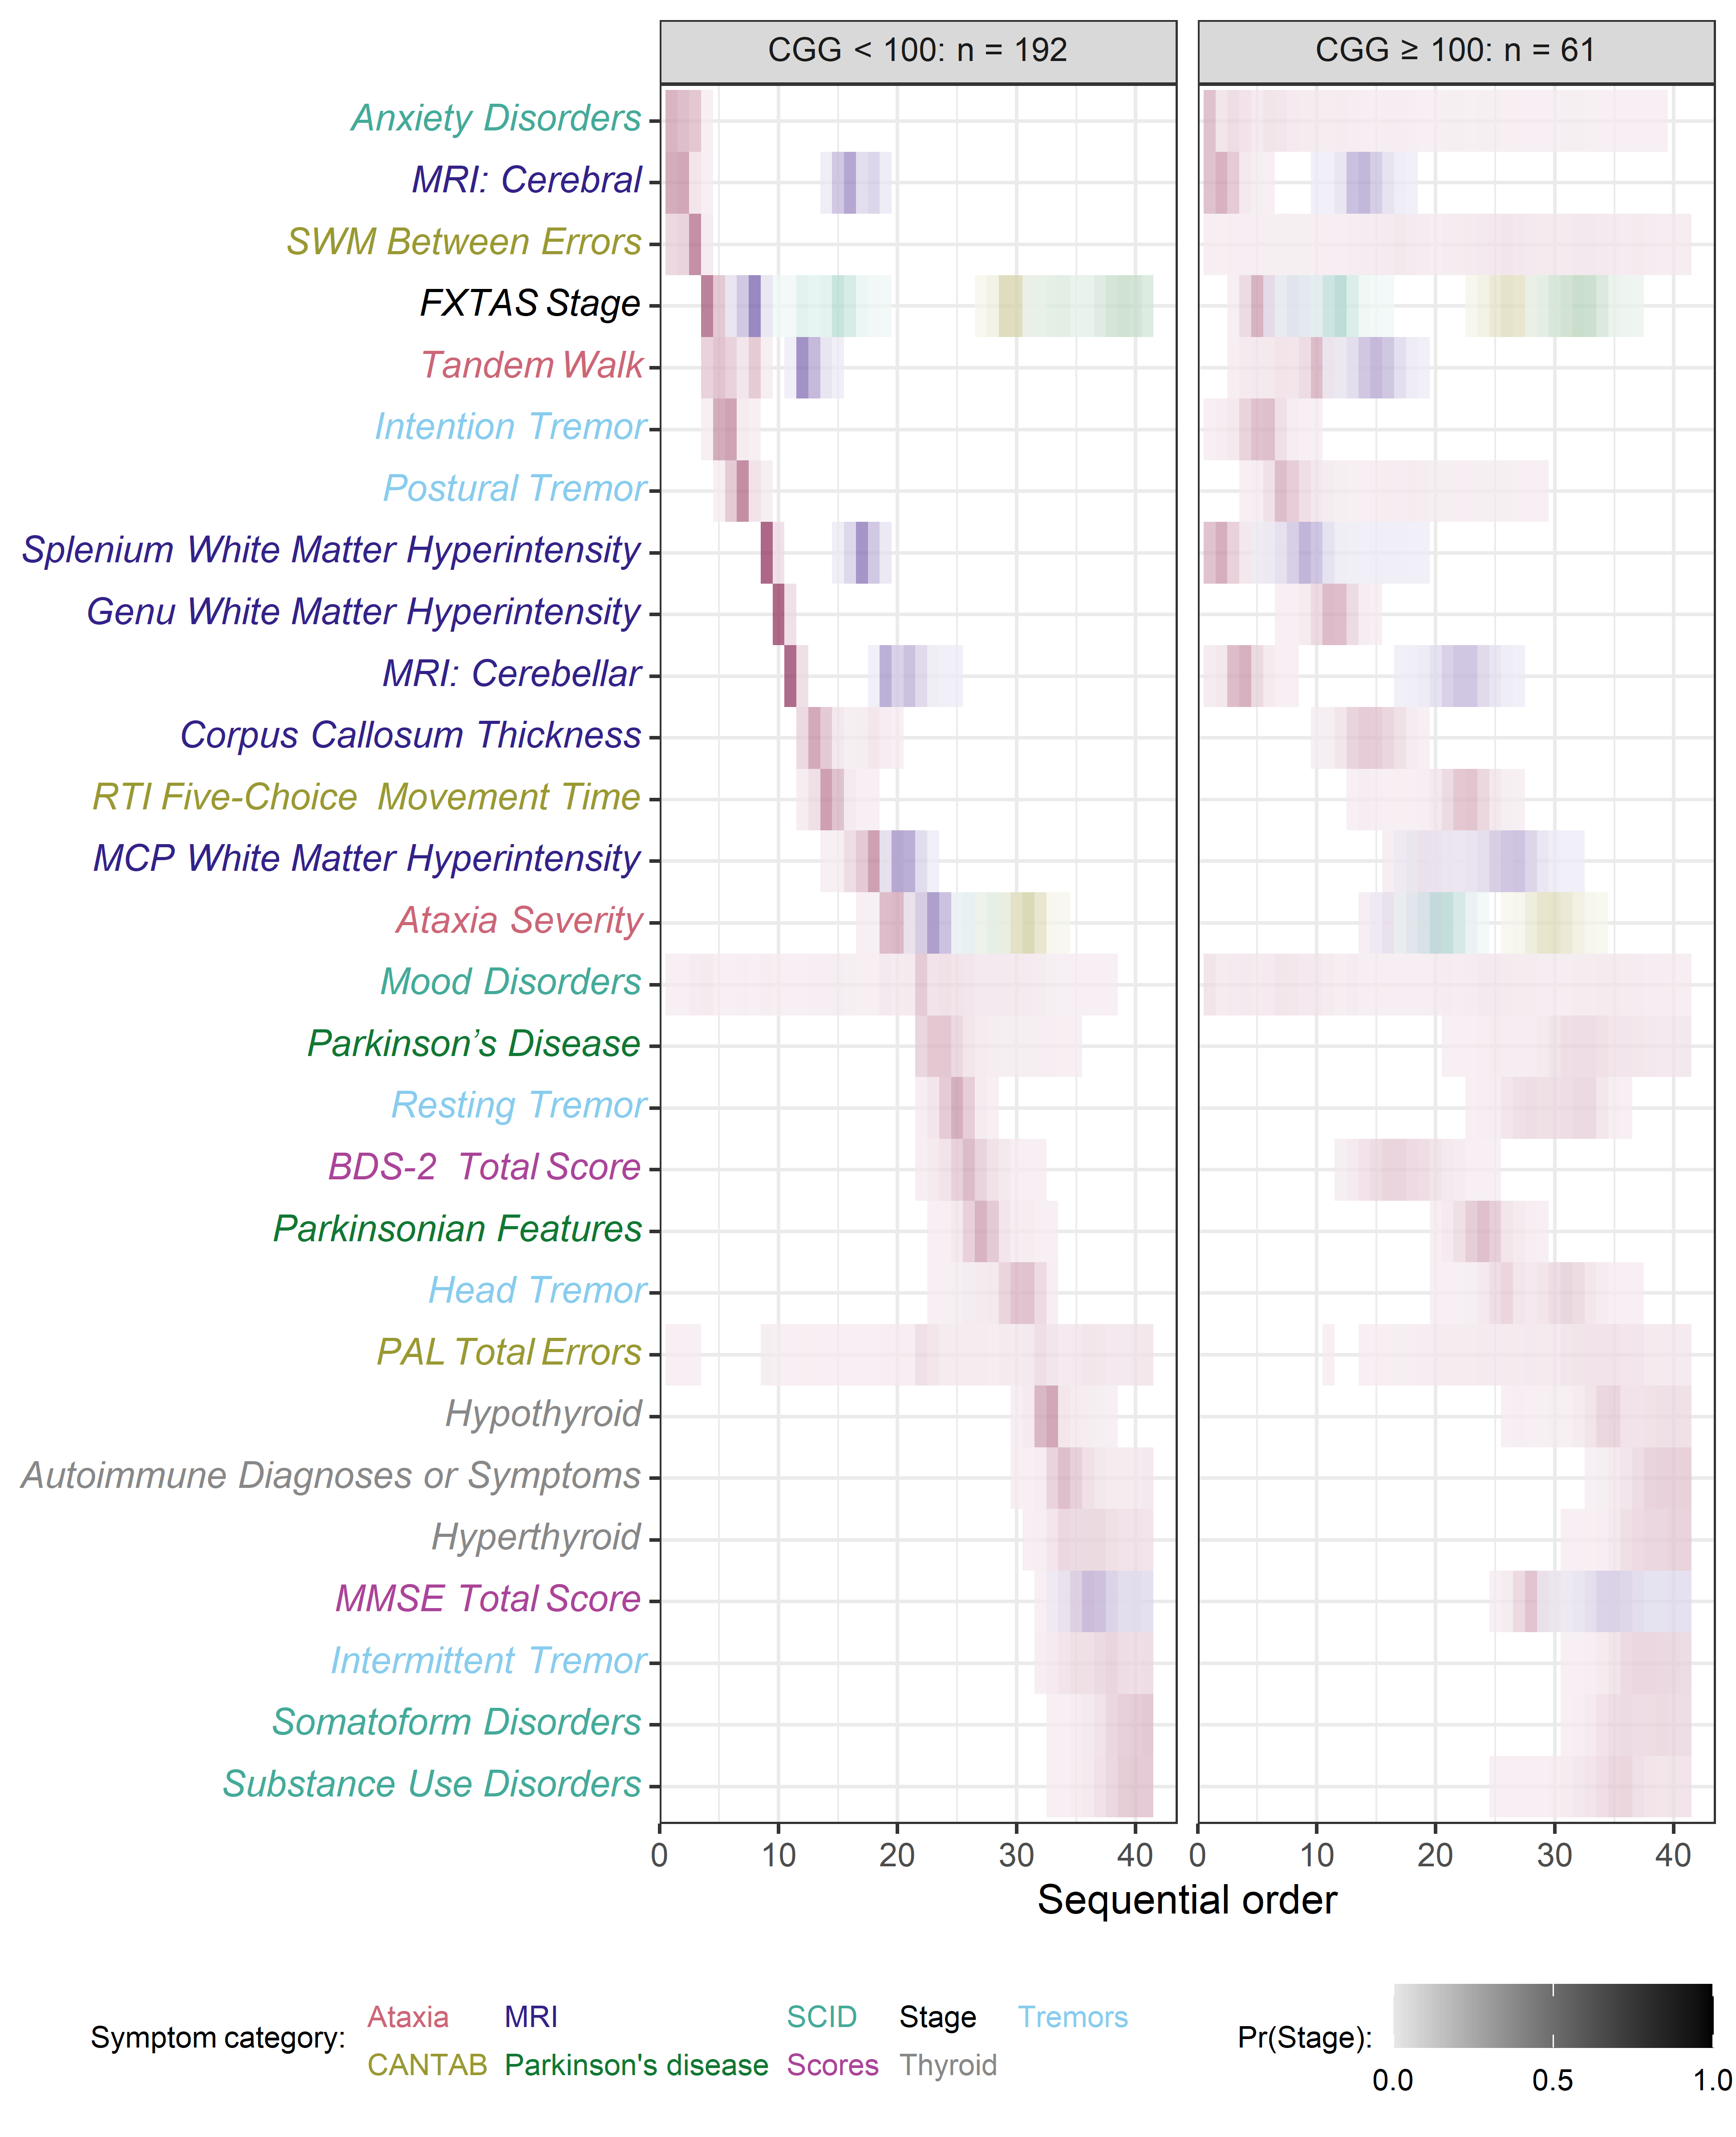 CGG < 100: n = 192
CGG ≥ 100: n = 61
Anxiety Disorders
MRI: Cerebral
SWM Between Errors
FXTAS Stage
Tandem Walk
Intention Tremor
Postural Tremor
Splenium White Matter Hyperintensity
Genu White Matter Hyperintensity
MRI: Cerebellar
Corpus Callosum Thickness
RTI Five-Choice Movement Time
MCP White Matter Hyperintensity
Ataxia Severity
Mood Disorders
Parkinson’s Disease
Resting Tremor
BDS-2 Total Score
Parkinsonian Features
Head Tremor
PAL Total Errors
Hypothyroid
Autoimmune Diagnoses or Symptoms
Hyperthyroid
MMSE Total Score
Intermittent Tremor
Somatoform Disorders
Substance Use Disorders
0 10 20 30 40
0 10 20 30 40
Sequential order
Symptom category:
Ataxia MRI SCID Stage Tremors
CANTAB Parkinson's disease Scores Thyroid
Pr(Stage):
0.0 0.5 1.0